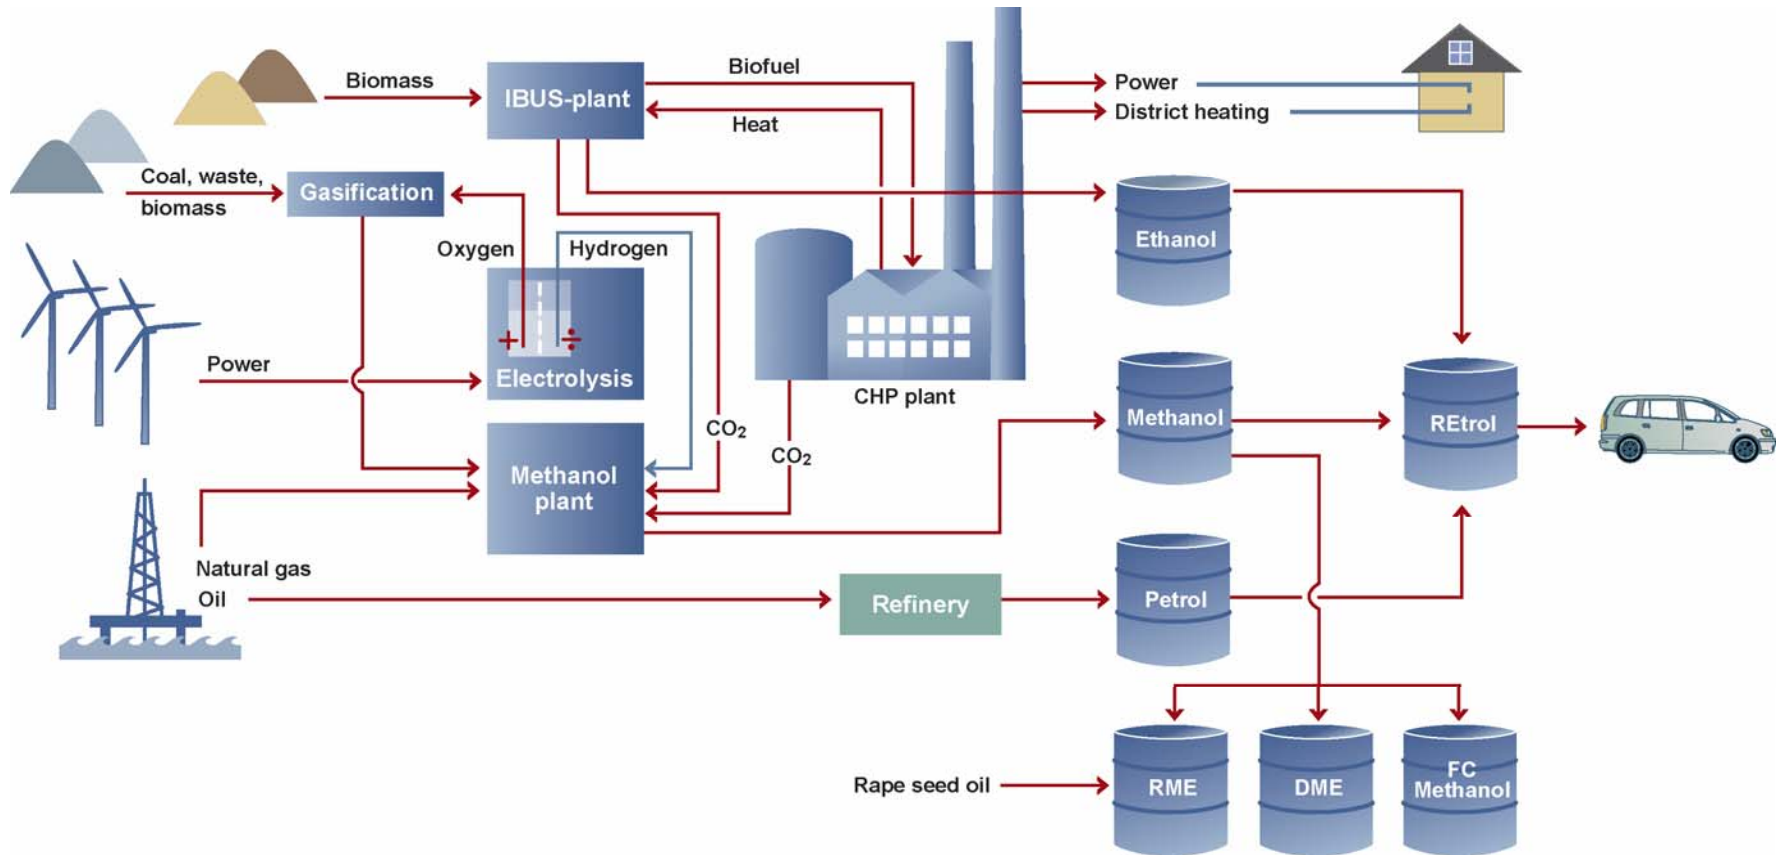 Biomass
IBUS-plant
Biofuel
Heat
Power
District heating
Coal, waste,
biomass
Gasification
Oxygen
Hydrogen
Ethanol
Power
+
÷
Electrolysis
CHP plant
CO2
CO2
Methanol
plant
Methanol
REtrol
Natural gas
Oil
Refinery
Petrol
Rape seed oil
RME
DME
FC
Methanol